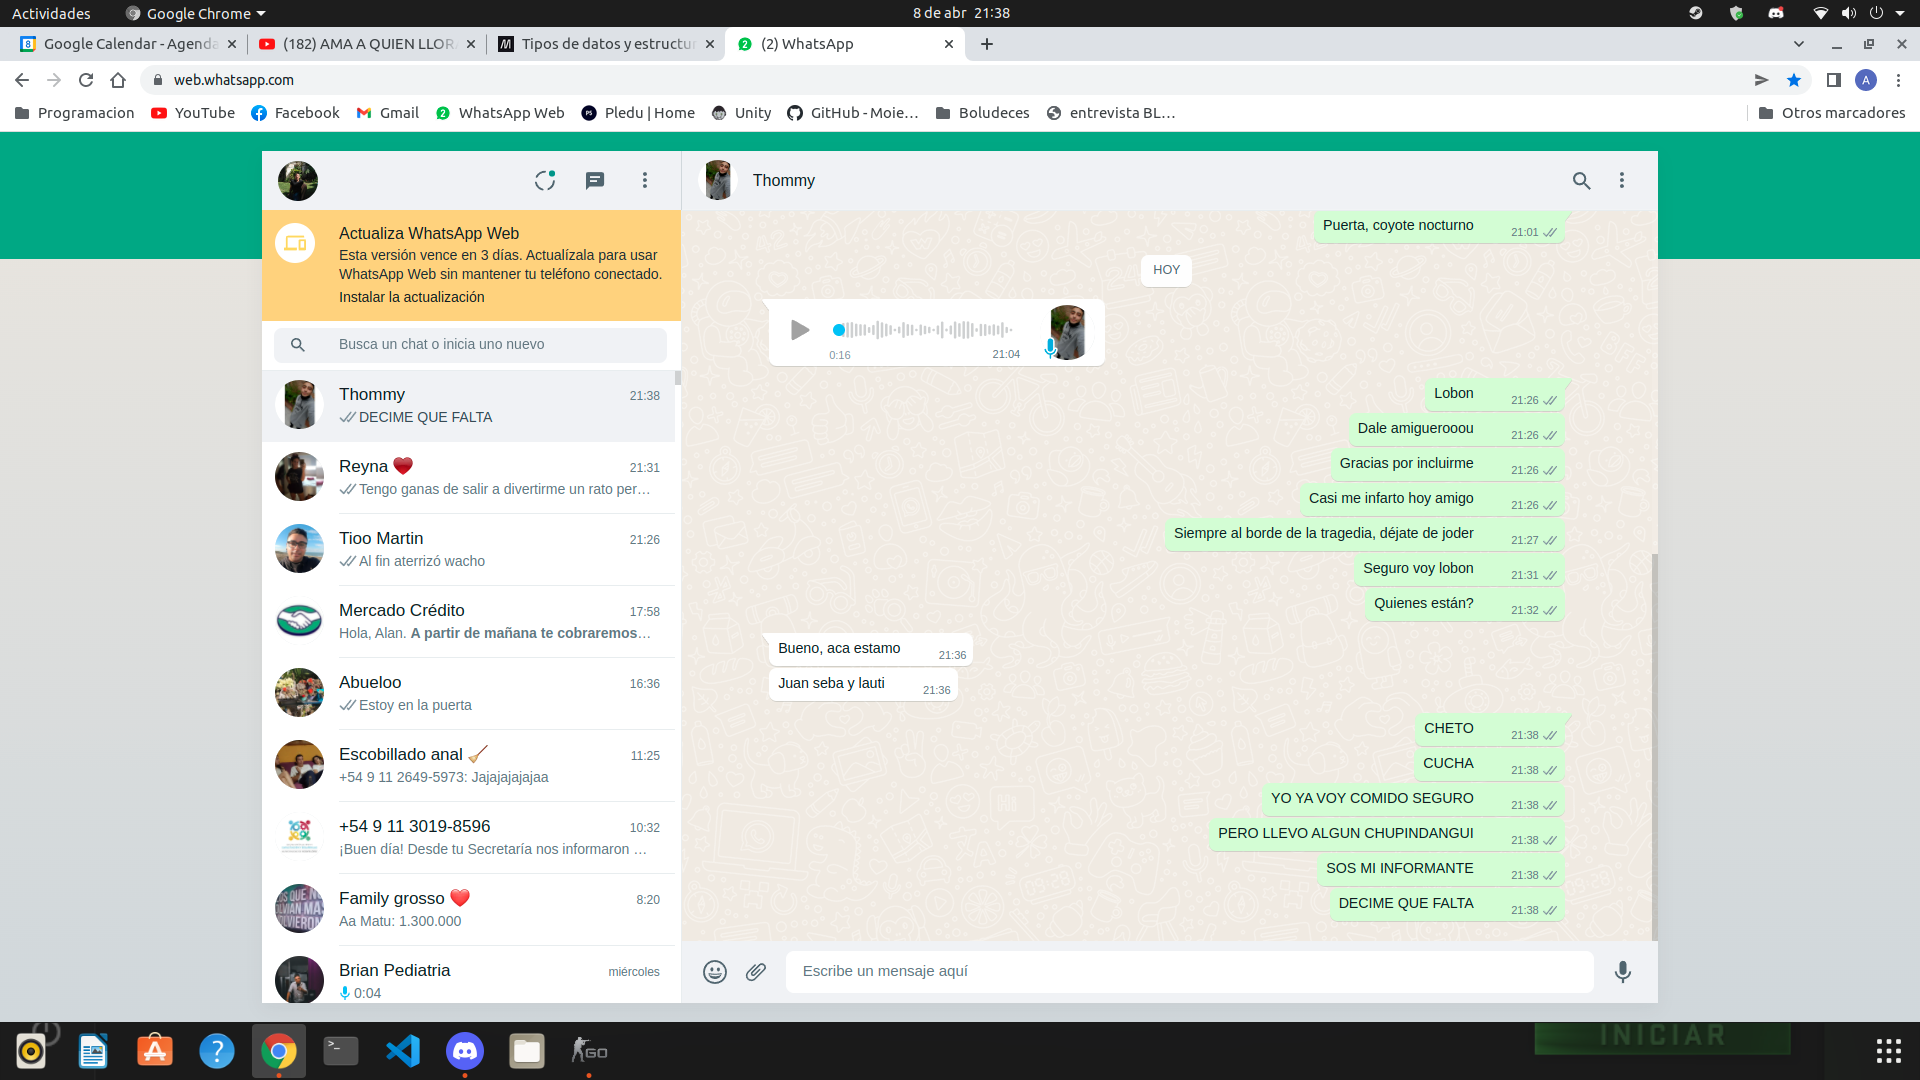 Actividades
Google Chrome
8 de abr 21:38
Google Calendar - Agenda
(182) AMA A QUIEN LLOR
Tipos de datos y estructur
(2) WhatsApp
web.whatsapp.com
A
Programacion
YouTube
Facebook
Gmail
WhatsApp Web
Pledu | Home
Unity
GitHub - Moie…
Boludeces
entrevista BL…
Otros marcadores
Actualiza WhatsApp Web
Esta versión vence en 3 días. Actualízala para usar
WhatsApp Web sin mantener tu teléfono conectado.
Instalar la actualización
Busca un chat o inicia uno nuevo
Thommy 21:38
DECIME QUE FALTA
Reyna 21:31
Tengo ganas de salir a divertirme un rato per…
Tioo Martin 21:26
Al fin aterrizó wacho
Mercado Crédito 17:58
Hola, Alan. A partir de mañana te cobraremos…
Abueloo 16:36
Estoy en la puerta
Escobillado anal 11:25
+54 9 11 2649-5973: Jajajajajajaa
+54 9 11 3019-8596 10:32
¡Buen día! Desde tu Secretaría nos informaron …
Family grosso 8:20
Aa Matu: 1.300.000
Brian Pediatria miércoles
0:04
Thommy
Puerta, coyote nocturno 21:01
HOY
0:16 21:04
Lobon 21:26
Dale amiguerooou 21:26
Gracias por incluirme 21:26
Casi me infarto hoy amigo 21:26
Siempre al borde de la tragedia, déjate de joder 21:27
Seguro voy lobon 21:31
Quienes están? 21:32
Bueno, aca estamo 21:36
Juan seba y lauti 21:36
CHETO 21:38
CUCHA 21:38
YO YA VOY COMIDO SEGURO 21:38
PERO LLEVO ALGUN CHUPINDANGUI 21:38
SOS MI INFORMANTE 21:38
DECIME QUE FALTA 21:38
Escribe un mensaje aquí
GO
INICIAR